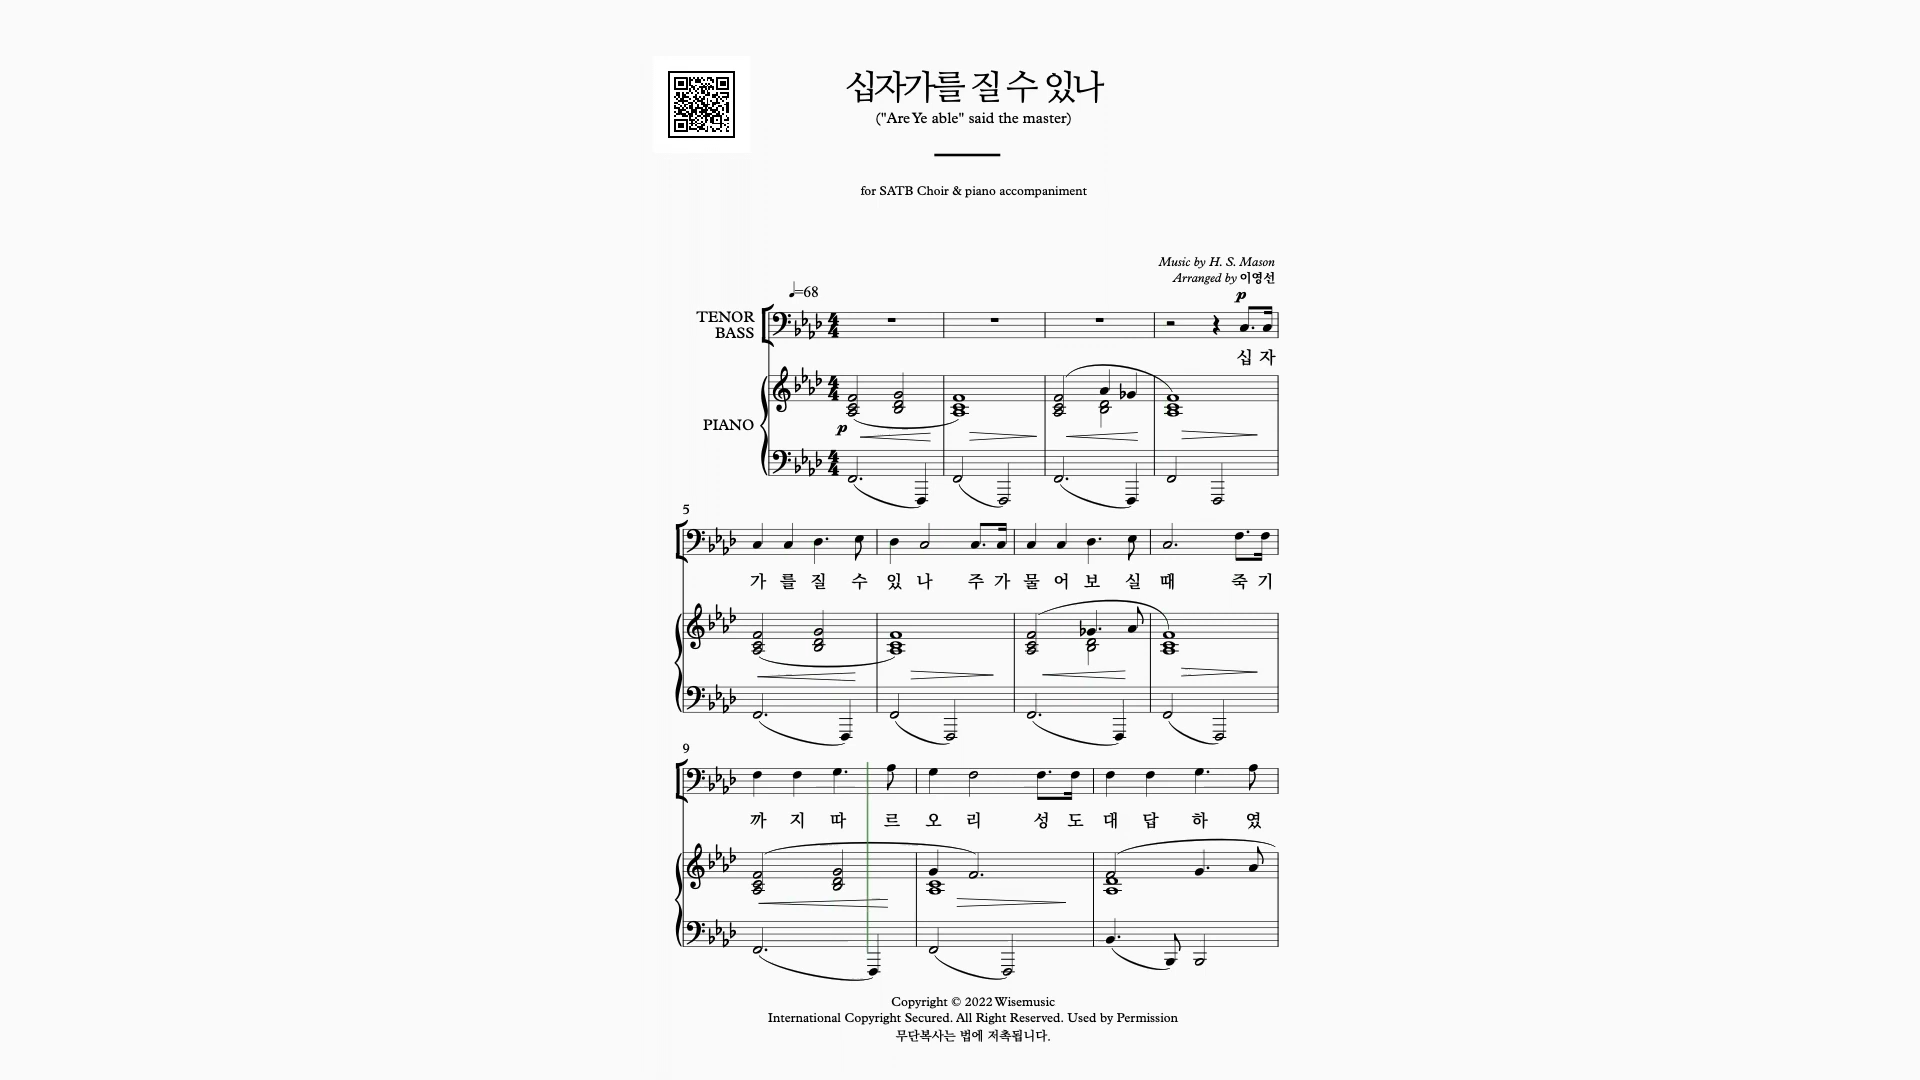 십자가를 질 수 있나
("Are Ye able" said the master)
for SATB Choir & piano accompaniment
Music by H. S. Mason
Arranged by 이영선
♩=68
p
TENOR
BASS
십 자
PIANO
p
5
가 를 질 수 있 나 주 가 물 어 보 실 때 죽 기
9
까 지 따 르 오 리 성 도 대 답 하 였
Copyright © 2022 Wisemusic
International Copyright Secured. All Right Reserved. Used by Permission
무단복사는 법에 저촉됩니다.